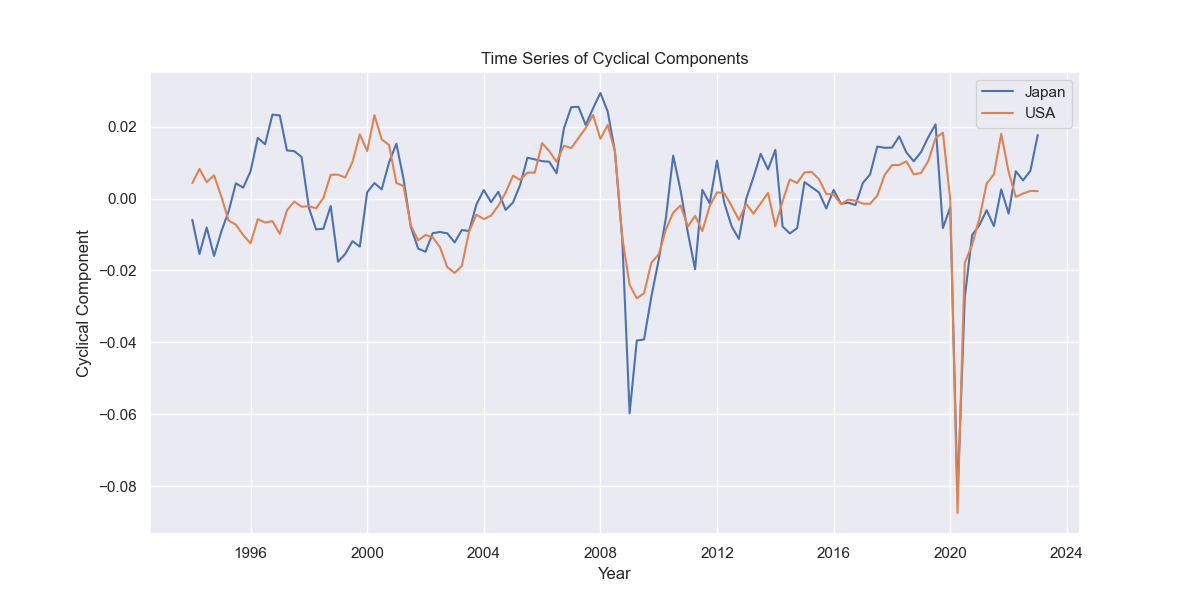 Time Series of Cyclical Components
Japan
USA
0.02
0.00
−0.02
−0.04
−0.06
−0.08
Cyclical Component
1996 2000 2004 2008 2012 2016 2020 2024
Year